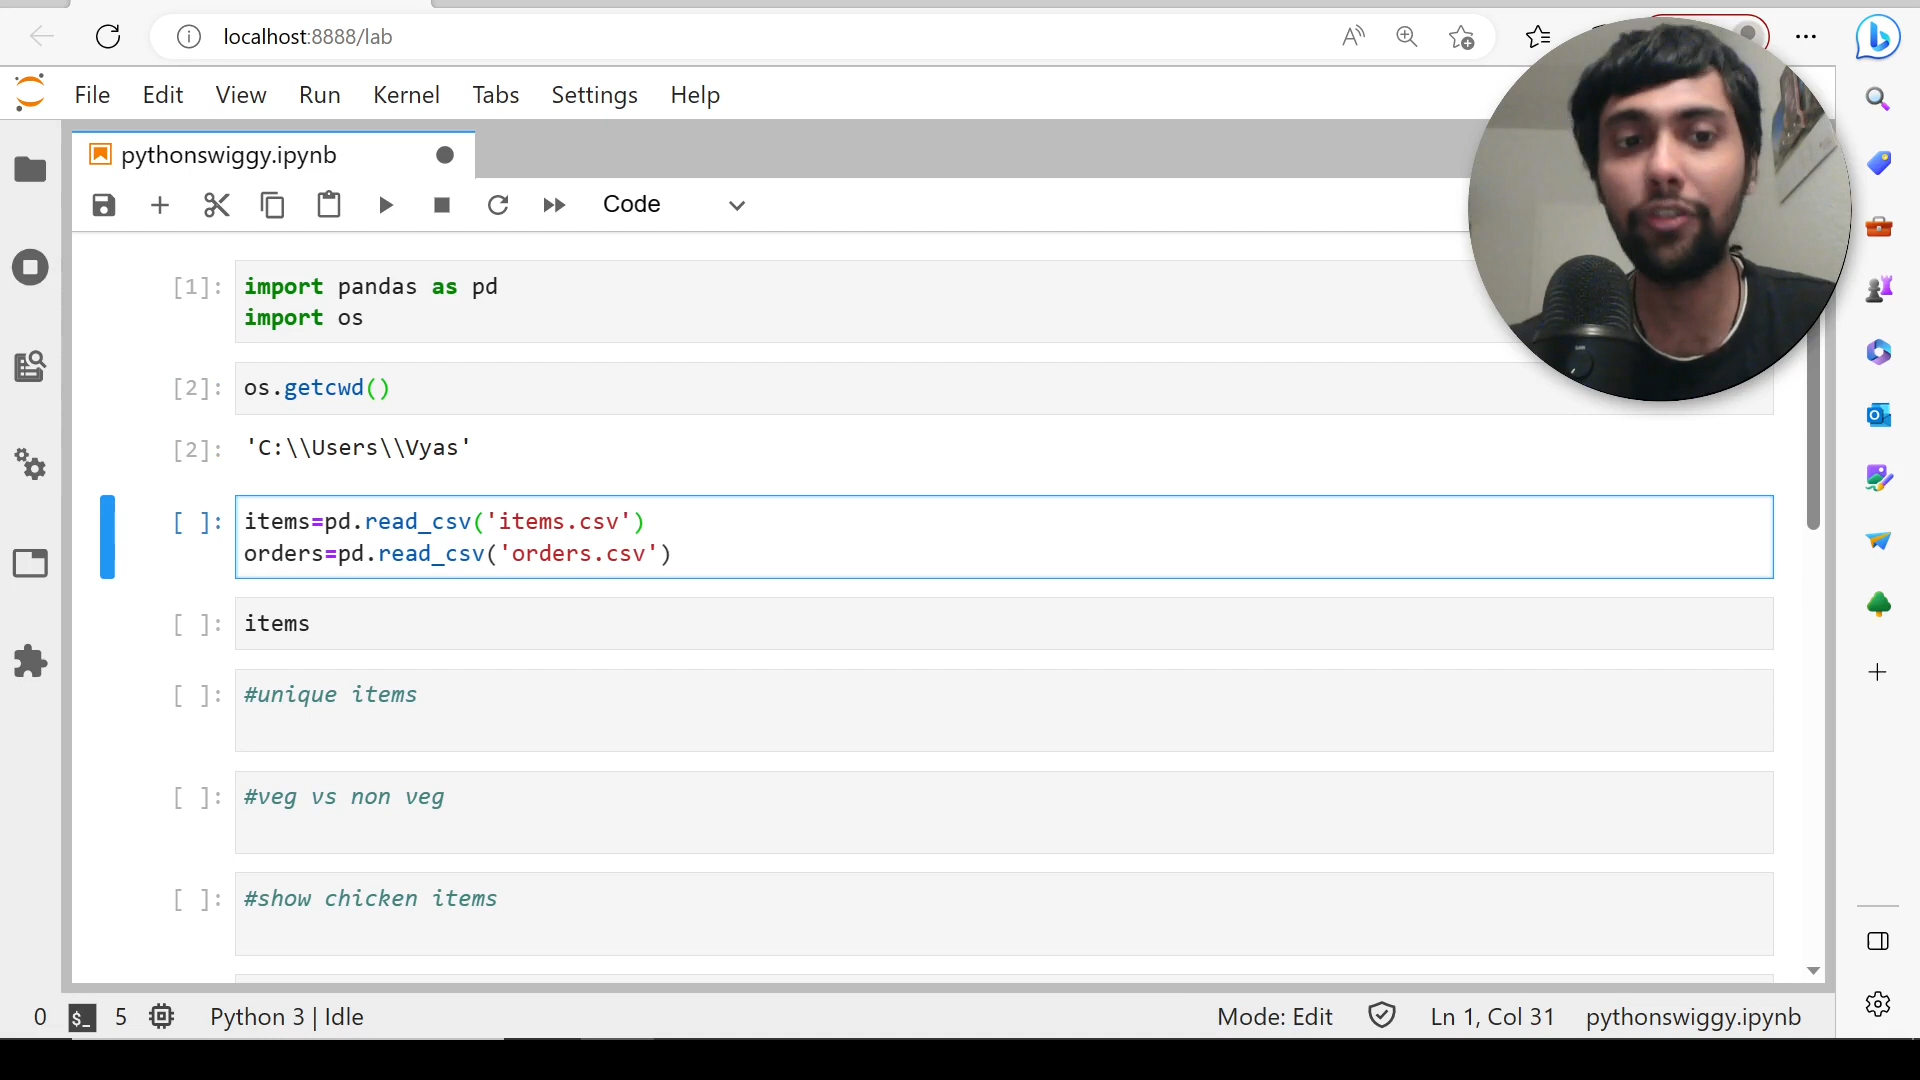 localhost:8888/lab
File Edit View Run Kernel Tabs Settings Help
pythonswiggy.ipynb
Code
[1]: import pandas as pd
import os
[2]: os.getcwd()
[2]: 'C:\\Users\\Vyas'
[ ]: items=pd.read_csv('items.csv')
orders=pd.read_csv('orders.csv')
[ ]: items
[ ]: #unique items
[ ]: #veg vs non veg
[ ]: #show chicken items
0 $_ 5 Python 3 | Idle Mode: Edit Ln 1, Col 31 pythonswiggy.ipynb